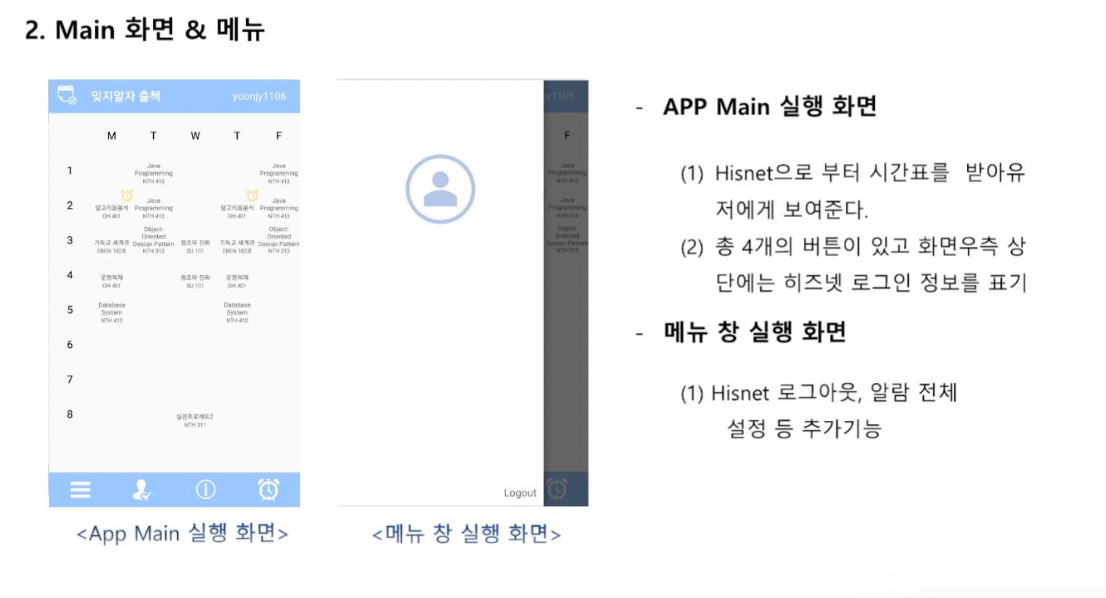 2. Main 화면 & 메뉴
잊지말자 출첵
yoonjy1106
M T W T F
1
Java
Programming
NTH 413
Java
Programming
NTH 413
2
알고리듬분석
OH 401
Java
Programming
NTH 413
알고리듬분석
OH 401
Java
Programming
NTH 413
3
기독교 세계관
EBEN 102호
Object-
Oriented
Design Pattern
NTH 313
창조와 진화
SU 101
기독교 세계관
EBEN 102호
Object-
Oriented
Design Pattern
NTH 313
4
운영체제
OH 401
창조와 진화
SU 101
운영체제
OH 401
5
Database
System
NTH 412
Database
System
NTH 412
6
7
8
실전프로젝트2
NTH 311
<App Main 실행 화면>
y1106
F
Java
Programming
NTH 413
Java
Programming
NTH 413
Object-
Oriented
Design Pattern
NTH 313
Logout
<메뉴 창 실행 화면>
- APP Main 실행 화면
(1) Hisnet으로 부터 시간표를 받아유
저에게 보여준다.
(2) 총 4개의 버튼이 있고 화면우측 상
단에는 히즈넷 로그인 정보를 표기
- 메뉴 창 실행 화면
(1) Hisnet 로그아웃, 알람 전체
설정 등 추가기능